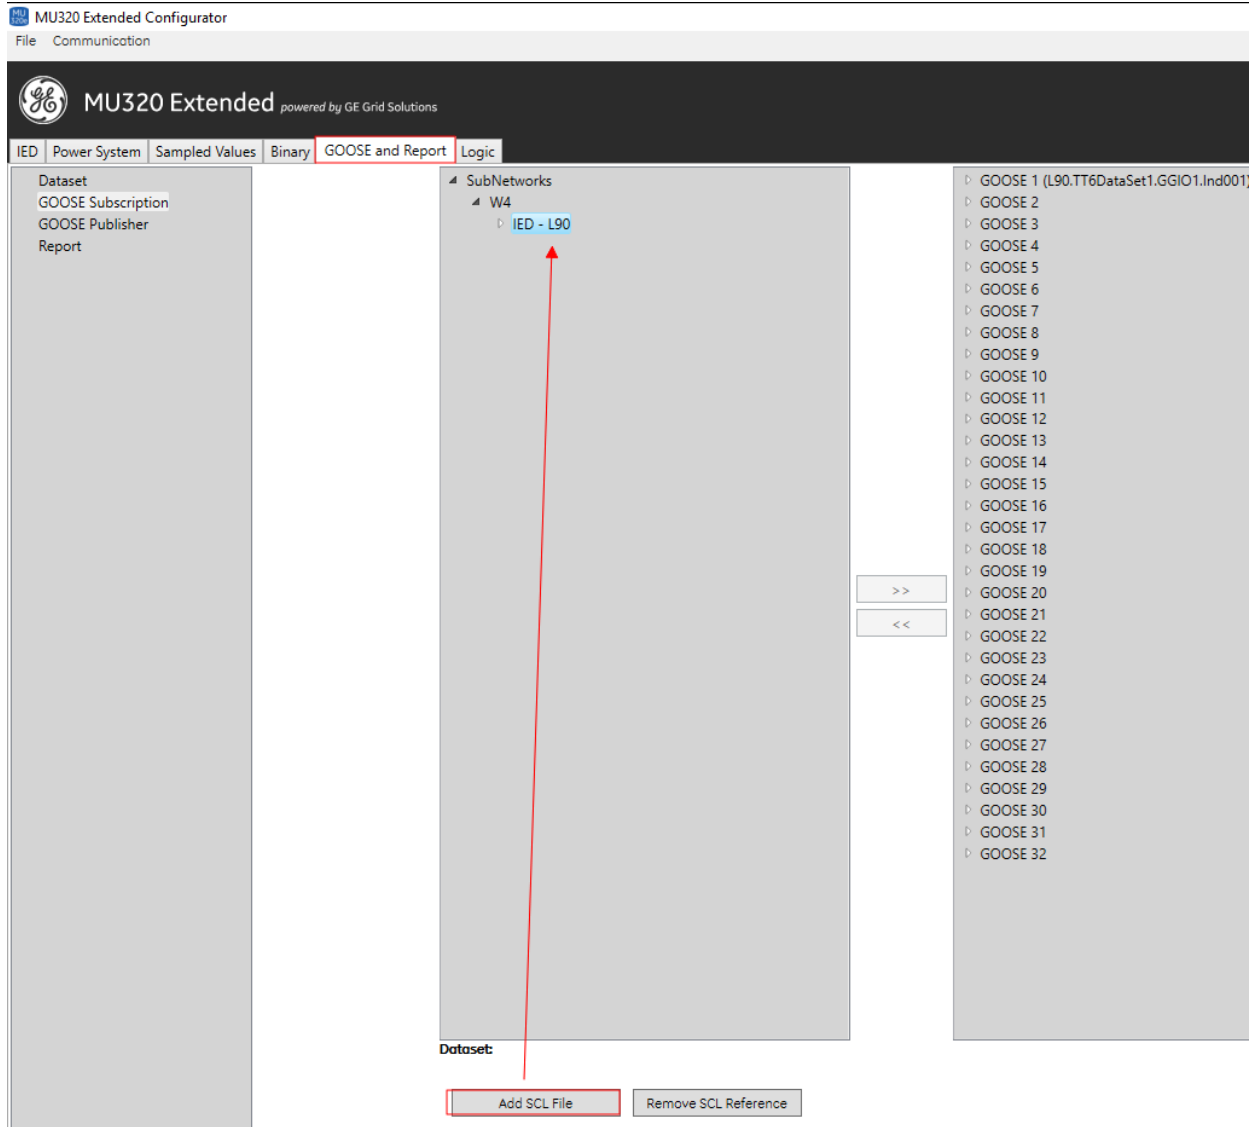 MU
320e
MU320 Extended Configurator
File Communication
MU320 Extended powered by GE Grid Solutions
IED Power System Sampled Values Binary GOOSE and Report Logic
Dataset
GOOSE Subscription
GOOSE Publisher
Report
SubNetworks
W4
IED - L90
>>
<<
GOOSE 1 (L90.TT6DataSet1.GGIO1.Ind001)
GOOSE 2
GOOSE 3
GOOSE 4
GOOSE 5
GOOSE 6
GOOSE 7
GOOSE 8
GOOSE 9
GOOSE 10
GOOSE 11
GOOSE 12
GOOSE 13
GOOSE 14
GOOSE 15
GOOSE 16
GOOSE 17
GOOSE 18
GOOSE 19
GOOSE 20
GOOSE 21
GOOSE 22
GOOSE 23
GOOSE 24
GOOSE 25
GOOSE 26
GOOSE 27
GOOSE 28
GOOSE 29
GOOSE 30
GOOSE 31
GOOSE 32
Dataset:
Add SCL File Remove SCL Reference